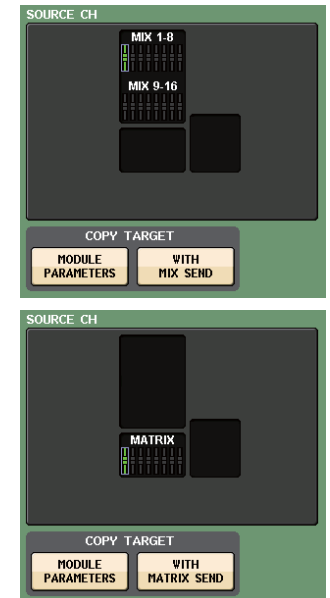 SOURCE CH
MIX 1-8
MIX 9-16
COPY TARGET
MODULE PARAMETERS
WITH MIX SEND
SOURCE CH
MATRIX
COPY TARGET
MODULE PARAMETERS
WITH MATRIX SEND